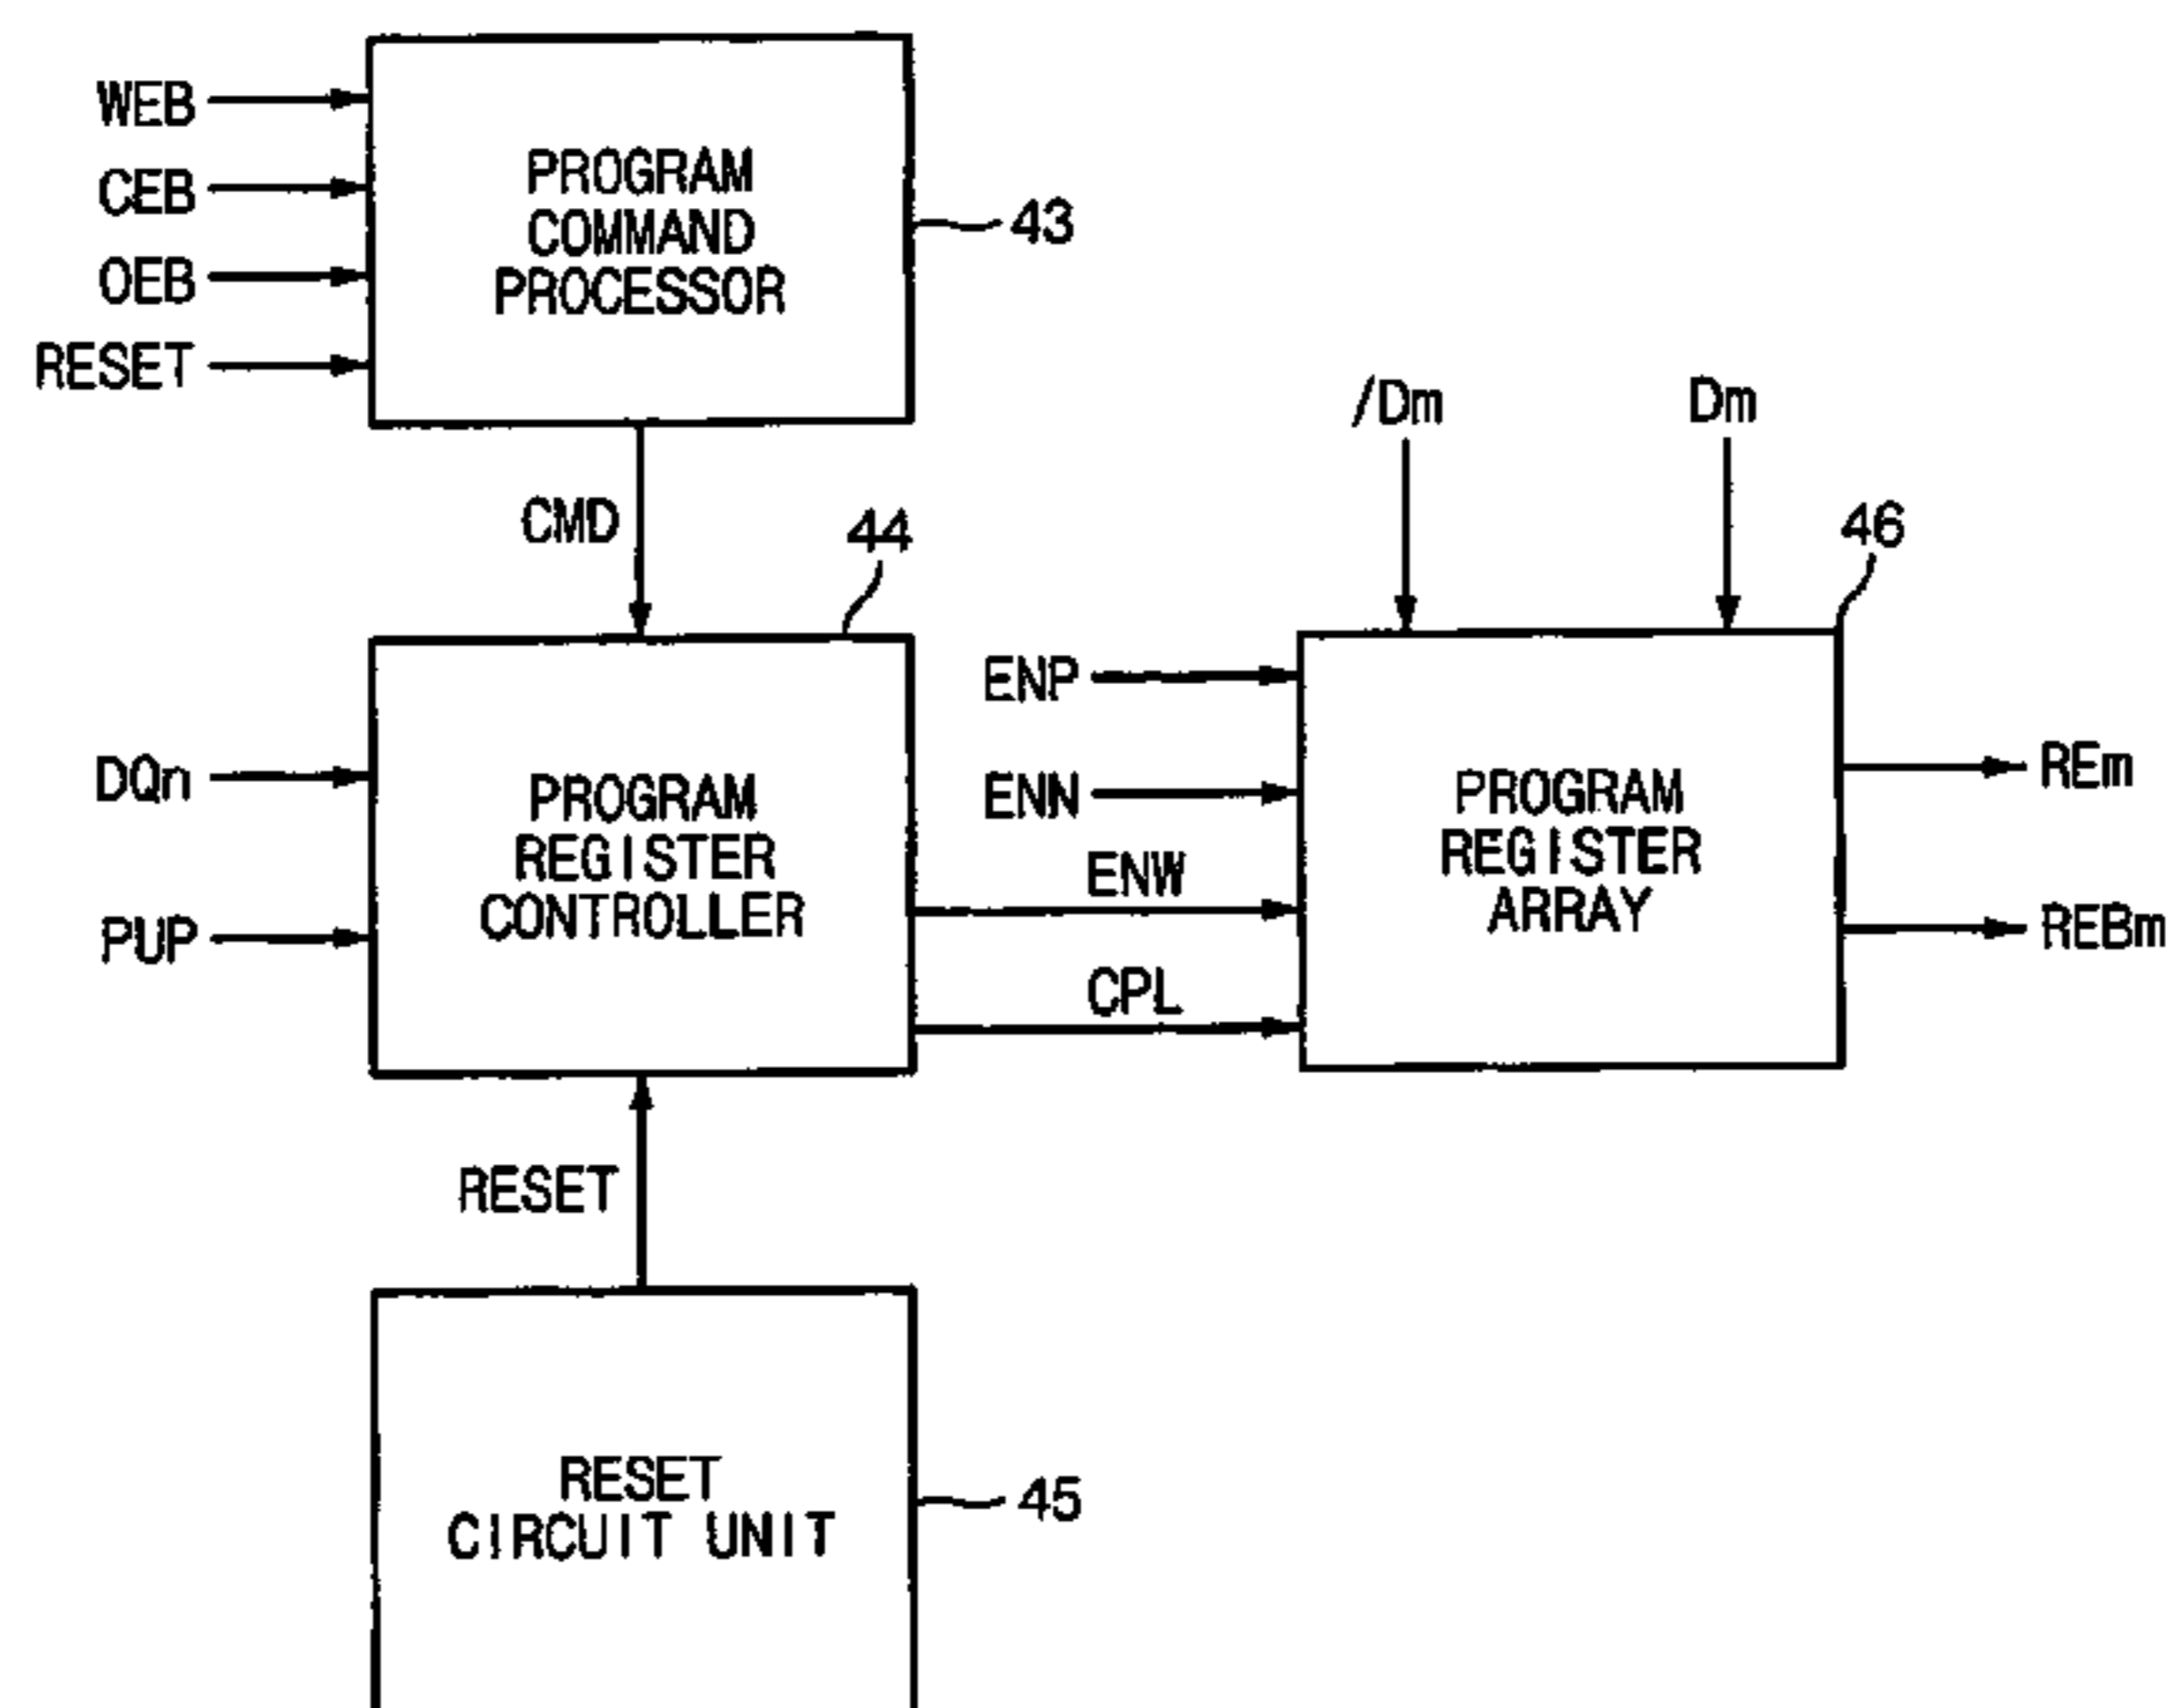 WEB
CEB
OEB
RESET
PROGRAM
COMMAND
PROCESSOR
43
CMD
44
/Dm
Dm
46
DQn
PUP
PROGRAM
REGISTER
CONTROLLER
ENP
ENN
ENW
CPL
PROGRAM
REGISTER
ARRAY
REm
REBm
RESET
RESET
CIRCUIT UNIT
45